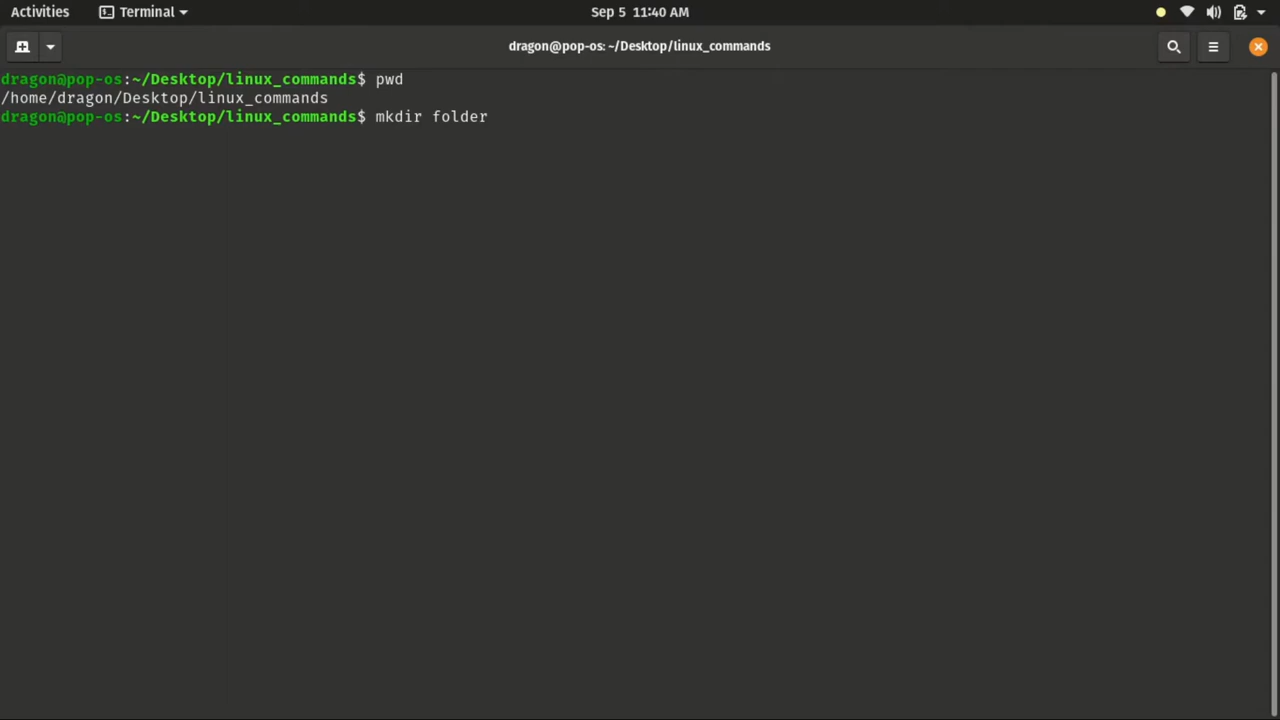 Activities Terminal Sep 5 11:40 AM
dragon@pop-os: ~/Desktop/linux_commands
dragon@pop-os:~/Desktop/linux_commands$ pwd
/home/dragon/Desktop/linux_commands
dragon@pop-os:~/Desktop/linux_commands$ mkdir folder